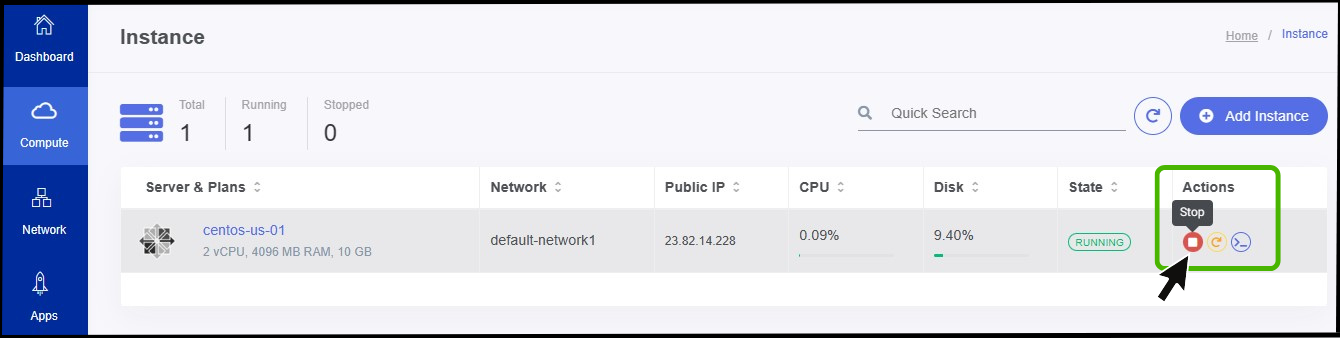 Dashboard
Compute
Network
Apps
Instance
Home / Instance
Total
1
Running
1
Stopped
0
Quick Search
Add Instance
Server & Plans
Network
Public IP
CPU
Disk
State
Actions
Stop
centos-us-01
2 vCPU, 4096 MB RAM, 10 GB
default-network1
23.82.14.228
0.09%
9.40%
RUNNING